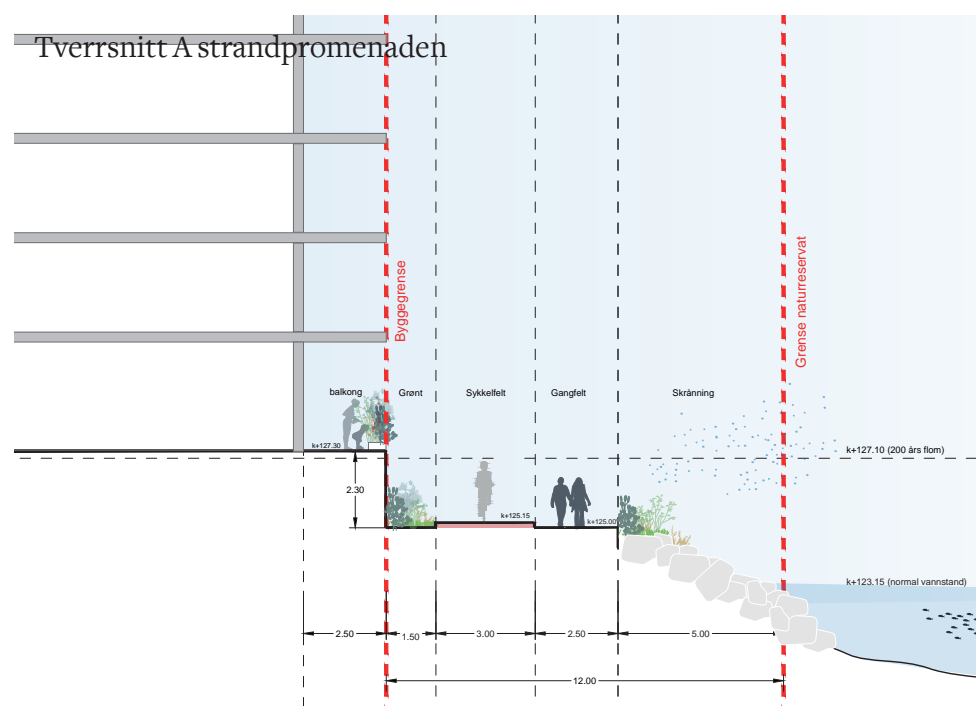 Tverrsnitt A strandpromenaden
Byggegrense
Grense naturreservat
balkong
Grønt
Sykkelfelt
Gangfelt
Skrånning
k+127.30
k+127.10 (200 års flom)
2.30
k+125.15
k+125.00
k+123.15 (normal vannstand)
2.50
1.50
3.00
2.50
5.00
12.00